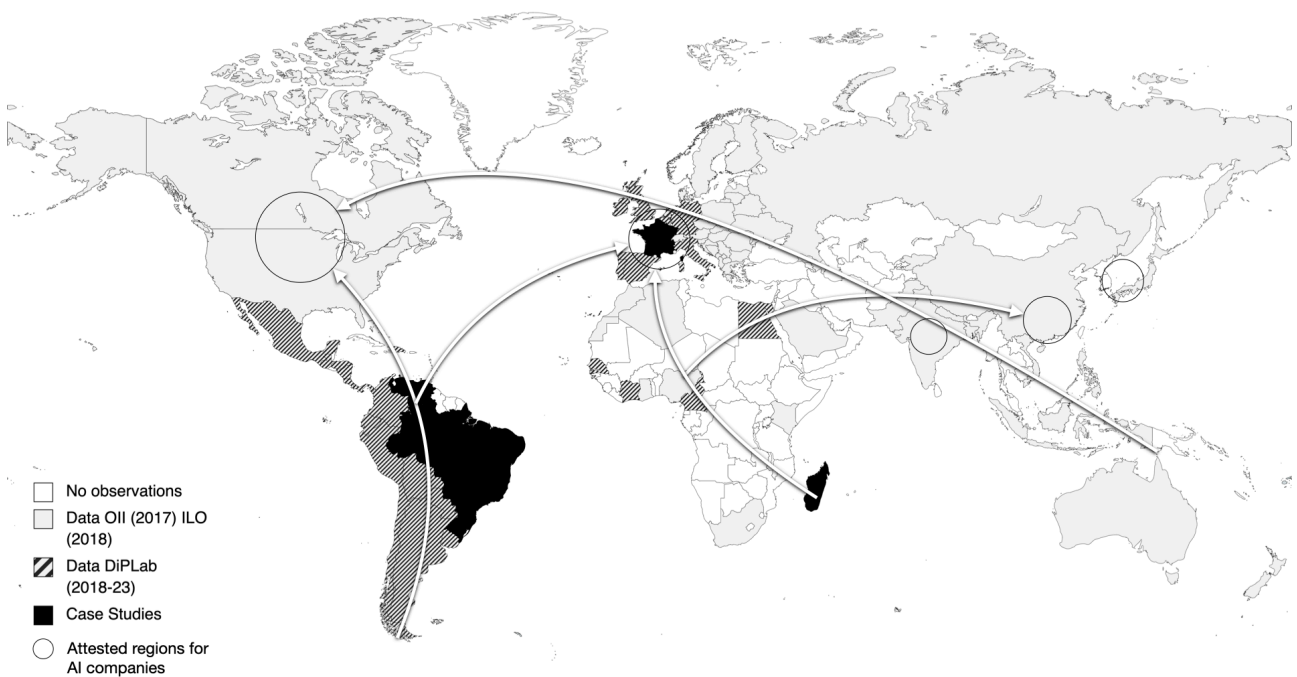 No observations
Data OII (2017) ILO
(2018)
Data DiPLab
(2018-23)
Case Studies
Attested regions for
AI companies